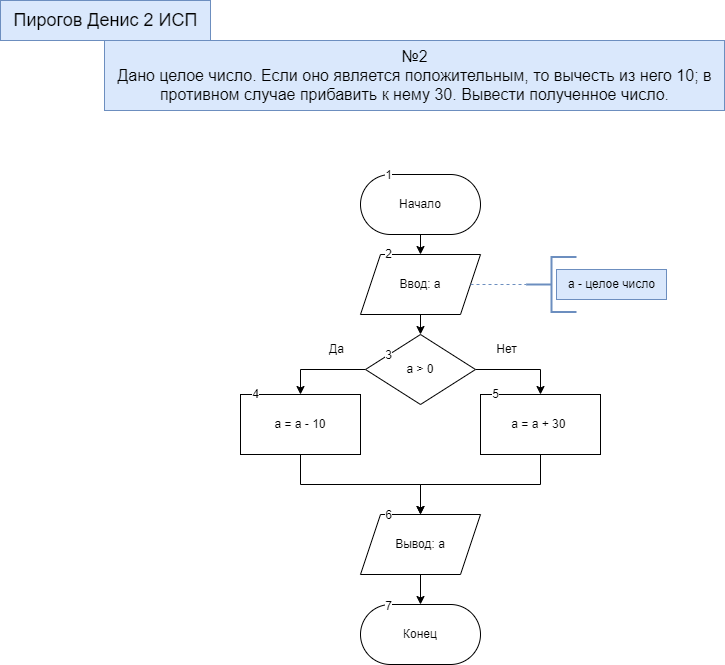 Пирогов Денис 2 ИСП
№2
Дано целое число. Если оно является положительным, то вычесть из него 10; в
противном случае прибавить к нему 30. Вывести полученное число.
1
Начало
2
Ввод: a
a - целое число
Да
Нет
3
a > 0
4
a = a - 10
5
a = a + 30
6
Вывод: a
7
Конец